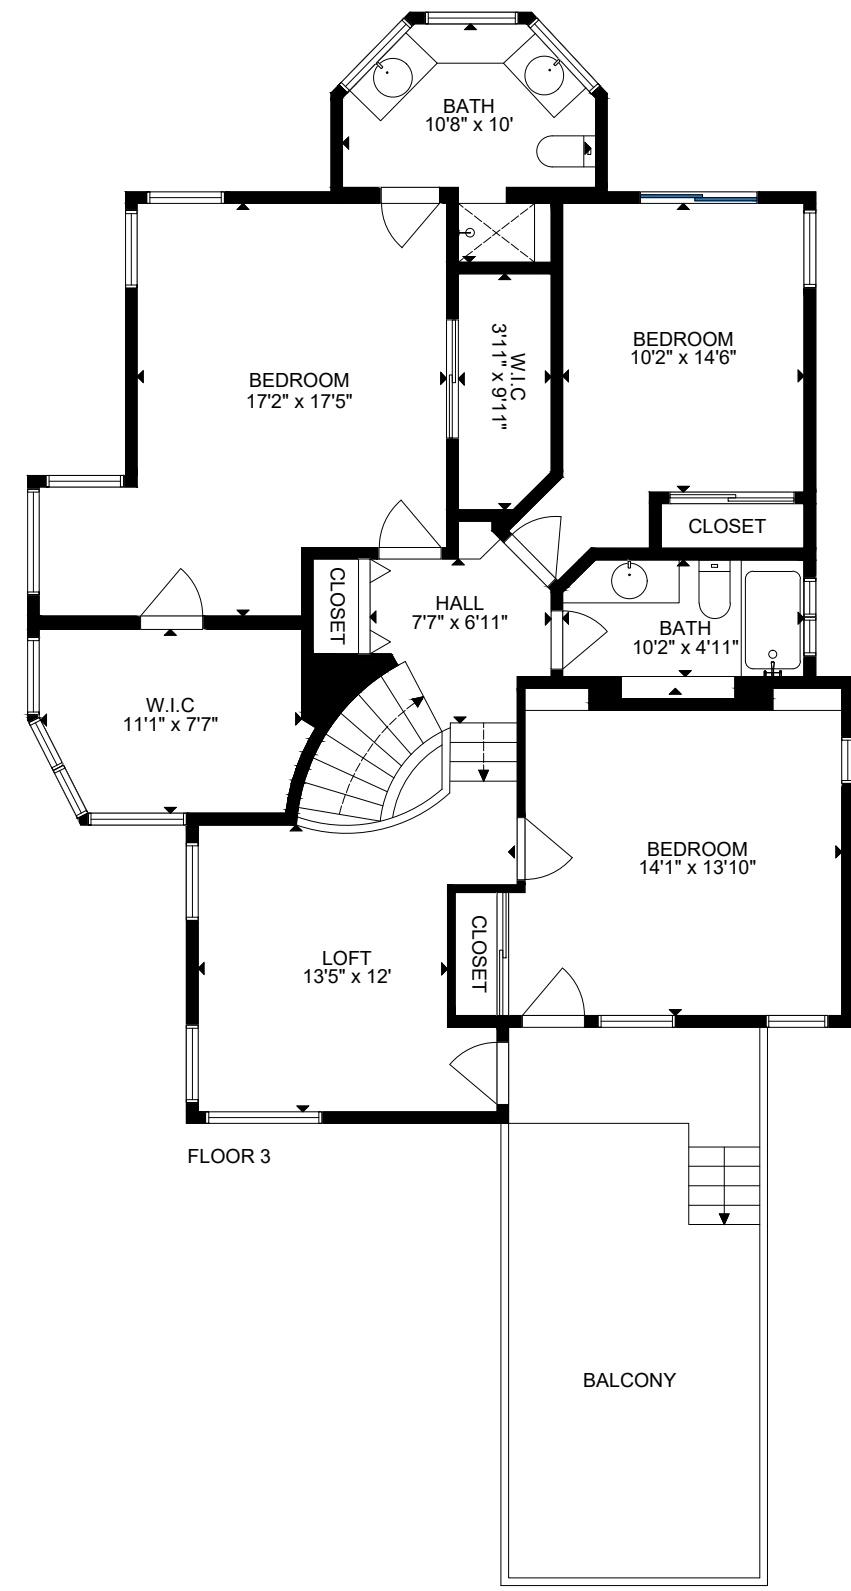 BATH
10'8" x 10'
BEDROOM
17'2" x 17'5"
W.I.C
3'11" x 9'11"
BEDROOM
10'2" x 14'6"
CLOSET
CLOSET
HALL
7'7" x 6'11"
BATH
10'2" x 4'11"
W.I.C
11'1" x 7'7"
BEDROOM
14'1" x 13'10"
LOFT
13'5" x 12'
CLOSET
FLOOR 3
BALCONY